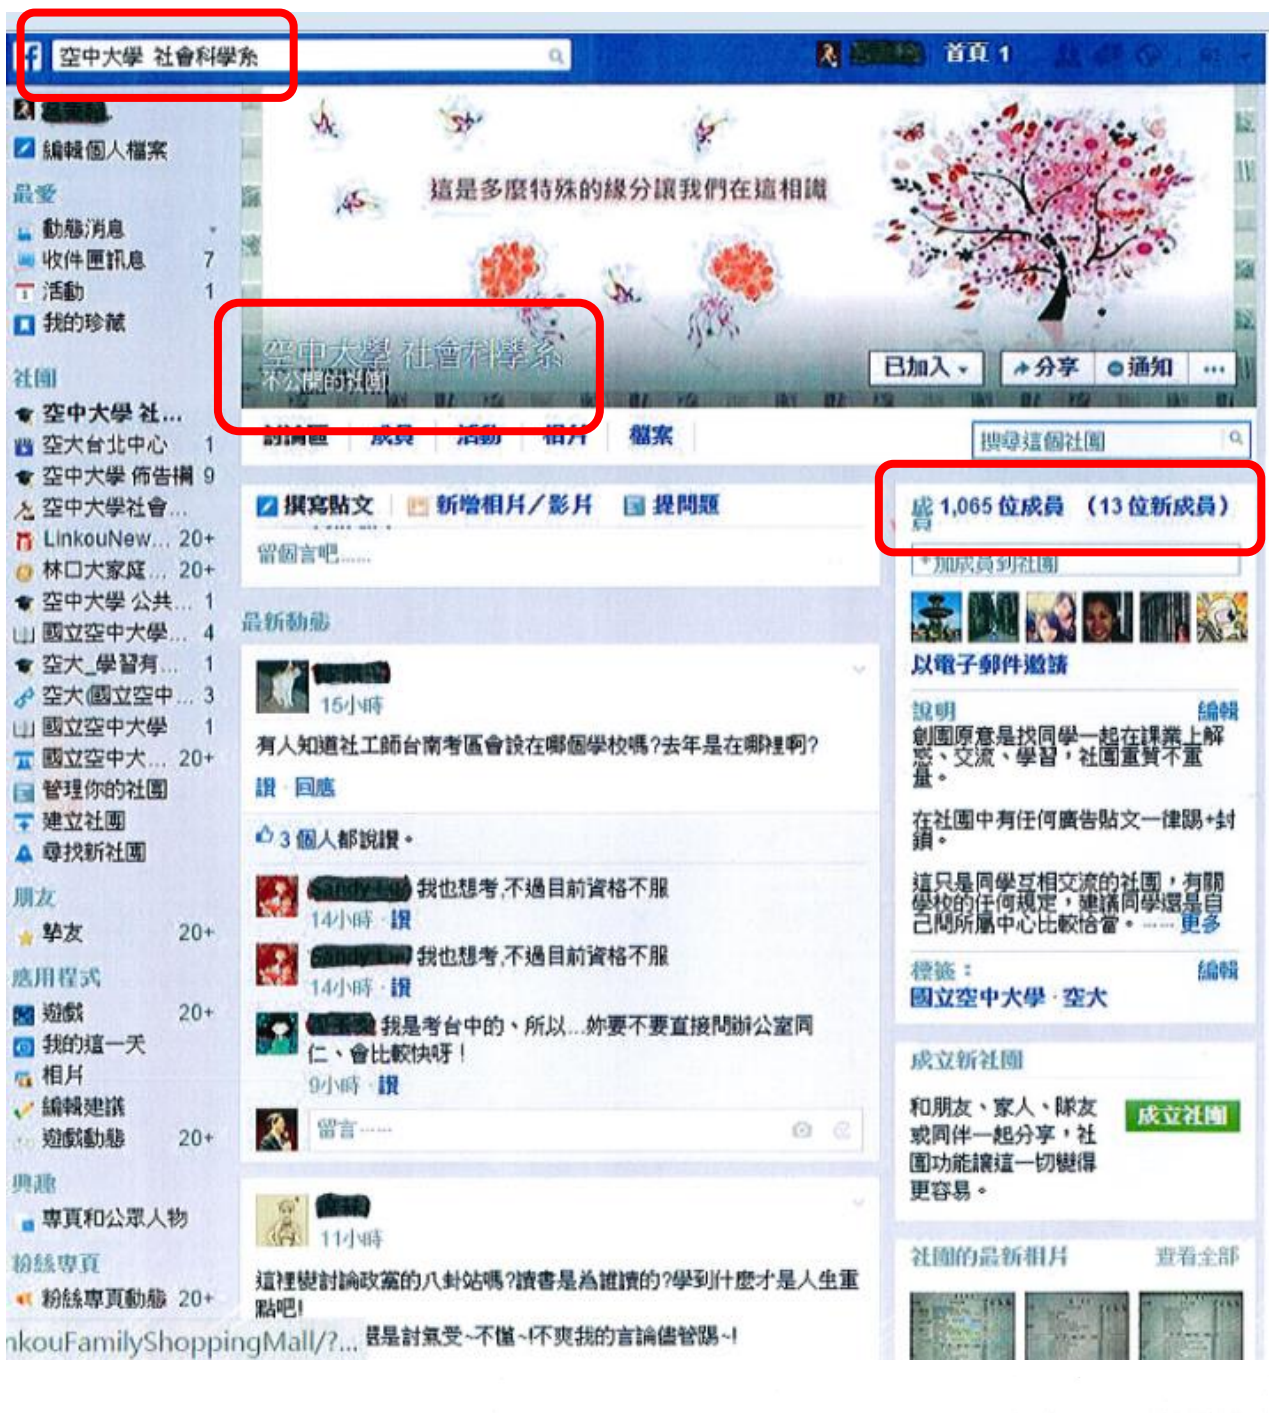 空中大學 社會科學系
首頁 1
編輯個人檔案
最愛
動態消息
收件匣訊息 7
活動 1
我的珍藏
社團
空中大學 社...
空大台北中心 1
空中大學 佈告欄 9
空中大學社會...
LinkouNew... 20+
林口大家庭... 20+
空中大學 公共... 1
國立空中大學... 4
空大_學習有... 1
空大(國立空中... 3
國立空中大學 1
國立空中大... 20+
管理你的社團
建立社團
尋找新社團
朋友
摯友 20+
應用程式
遊戲 20+
我的這一天
相片
編輯建議
遊戲動態 20+
興趣
專頁和公眾人物
粉絲專頁
粉絲專頁動態 20+
nkouFamilyShoppingMall/?...
這是多麼特殊的緣分讓我們在這相識
空中大學 社會科學系
不公開的社團
已加入
分享
通知
...
討論區 成員 活動 相片 檔案
搜尋這個社團
撰寫貼文 新增相片／影片 提問題
留個言吧......
最新動態
15小時
有人知道社工師台南考區會設在哪個學校嗎?去年是在哪裡啊?
讚 · 回應
3 個人都說讚。
我也想考,不過目前資格不服
14小時 · 讚
我也想考,不過目前資格不服
14小時 · 讚
我是考台中的、所以...妳要不要直接問辦公室同
仁、會比較快呀！
9小時 · 讚
留言......
11小時
這裡變討論政黨的八卦站嗎?讀書是為誰讀的?學到什麼才是人生重
點吧!
是討氣受~不懂~!不爽我的言論儘管踢~!
成員 1,065 位成員 （13 位新成員）
+加成員到社團
以電子郵件邀請
說明 編輯
創團原意是找同學一起在課業上解
惑、交流、學習，社團重質不重
量。
在社團中有任何廣告貼文一律踢+封
鎖。
這只是同學互相交流的社團，有關
學校的任何規定，建議同學還是自
己問所屬中心比較恰當。...... 更多
標籤： 編輯
國立空中大學 · 空大
成立新社團
和朋友、家人、隊友
或同伴一起分享，社
團功能讓這一切變得
更容易。
成立社團
社團的最新相片 查看全部